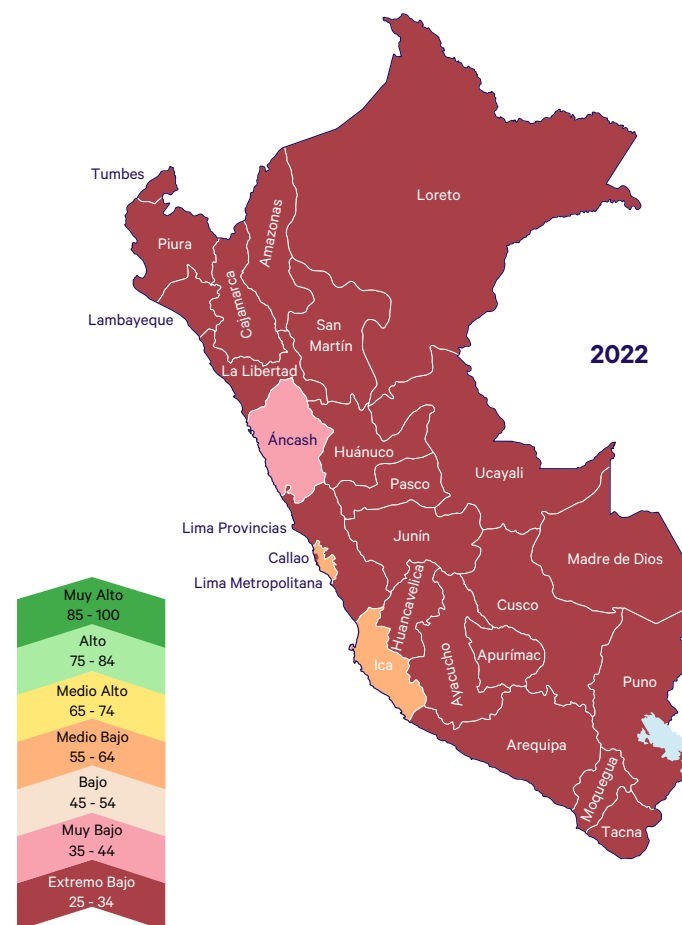 Tumbes
Loreto
Piura
Amazonas
Cajamarca
Lambayeque
San
Martín
2022
La Libertad
Áncash
Huánuco
Ucayali
Pasco
Lima Provincias
Junín
Callao
Madre de Dios
Lima Metropolitana
Huancavelica
Cusco
Ica
Ayacucho
Apurímac
Puno
Arequipa
Moquegua
Tacna
Muy Alto
85 - 100
Alto
75 - 84
Medio Alto
65 - 74
Medio Bajo
55 - 64
Bajo
45 - 54
Muy Bajo
35 - 44
Extremo Bajo
25 - 34